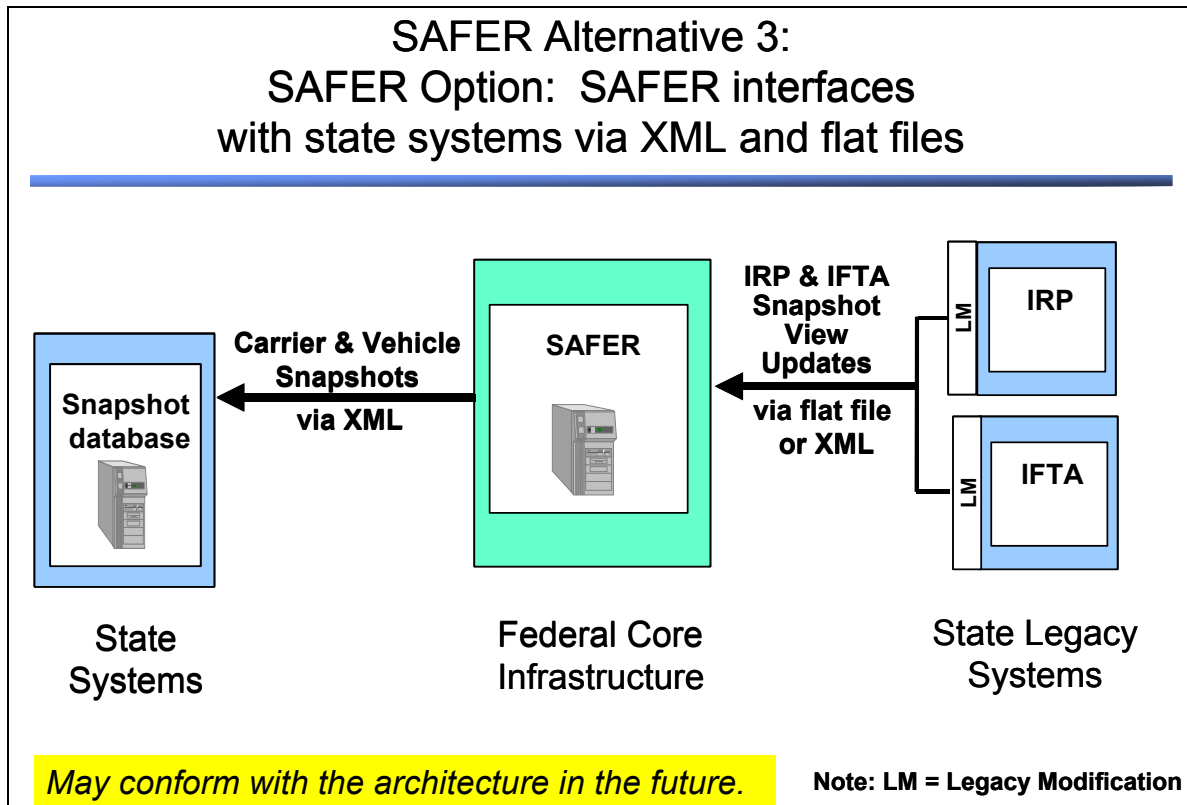 SAFER Alternative 3:
SAFER Option:  SAFER interfaces
with state systems via XML and flat files
Snapshot
database
Carrier & Vehicle
Snapshots
via XML
SAFER
IRP & IFTA
Snapshot
View
Updates
via flat file
or XML
LM
IRP
LM
IFTA
State
Systems
Federal Core
Infrastructure
State Legacy
Systems
May conform with the architecture in the future.
Note: LM = Legacy Modification